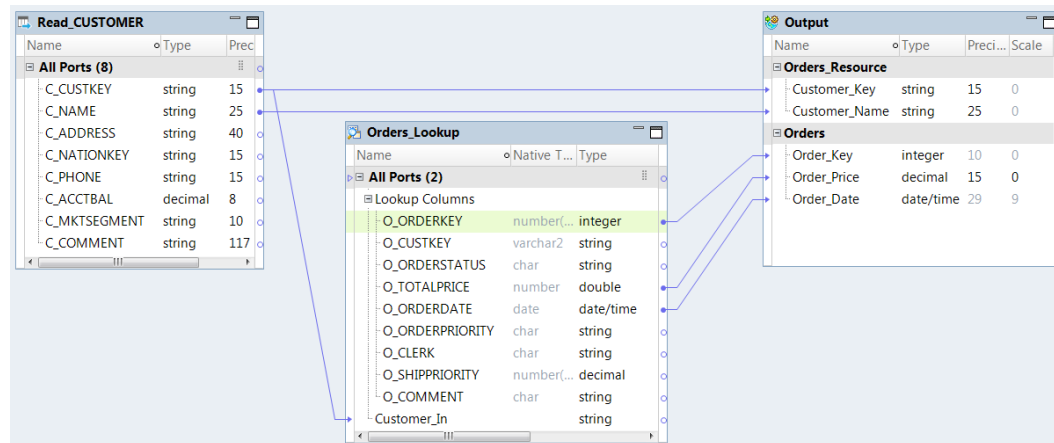 Read_CUSTOMER
Name Type Prec
All Ports (8)
C_CUSTKEY string 15
C_NAME string 25
C_ADDRESS string 40
C_NATIONKEY string 15
C_PHONE string 15
C_ACCTBAL decimal 8
C_MKTSEGMENT string 10
C_COMMENT string 117
Orders_Lookup
Name Native T... Type
All Ports (2)
Lookup Columns
O_ORDERKEY number(... integer
O_CUSTKEY varchar2 string
O_ORDERSTATUS char string
O_TOTALPRICE number double
O_ORDERDATE date date/time
O_ORDERPRIORITY char string
O_CLERK char string
O_SHIPPRIORITY number(... decimal
O_COMMENT char string
Customer_In string
Output
Name Type Preci... Scale
Orders_Resource
Customer_Key string 15 0
Customer_Name string 25 0
Orders
Order_Key integer 10 0
Order_Price decimal 15 0
Order_Date date/time 29 9